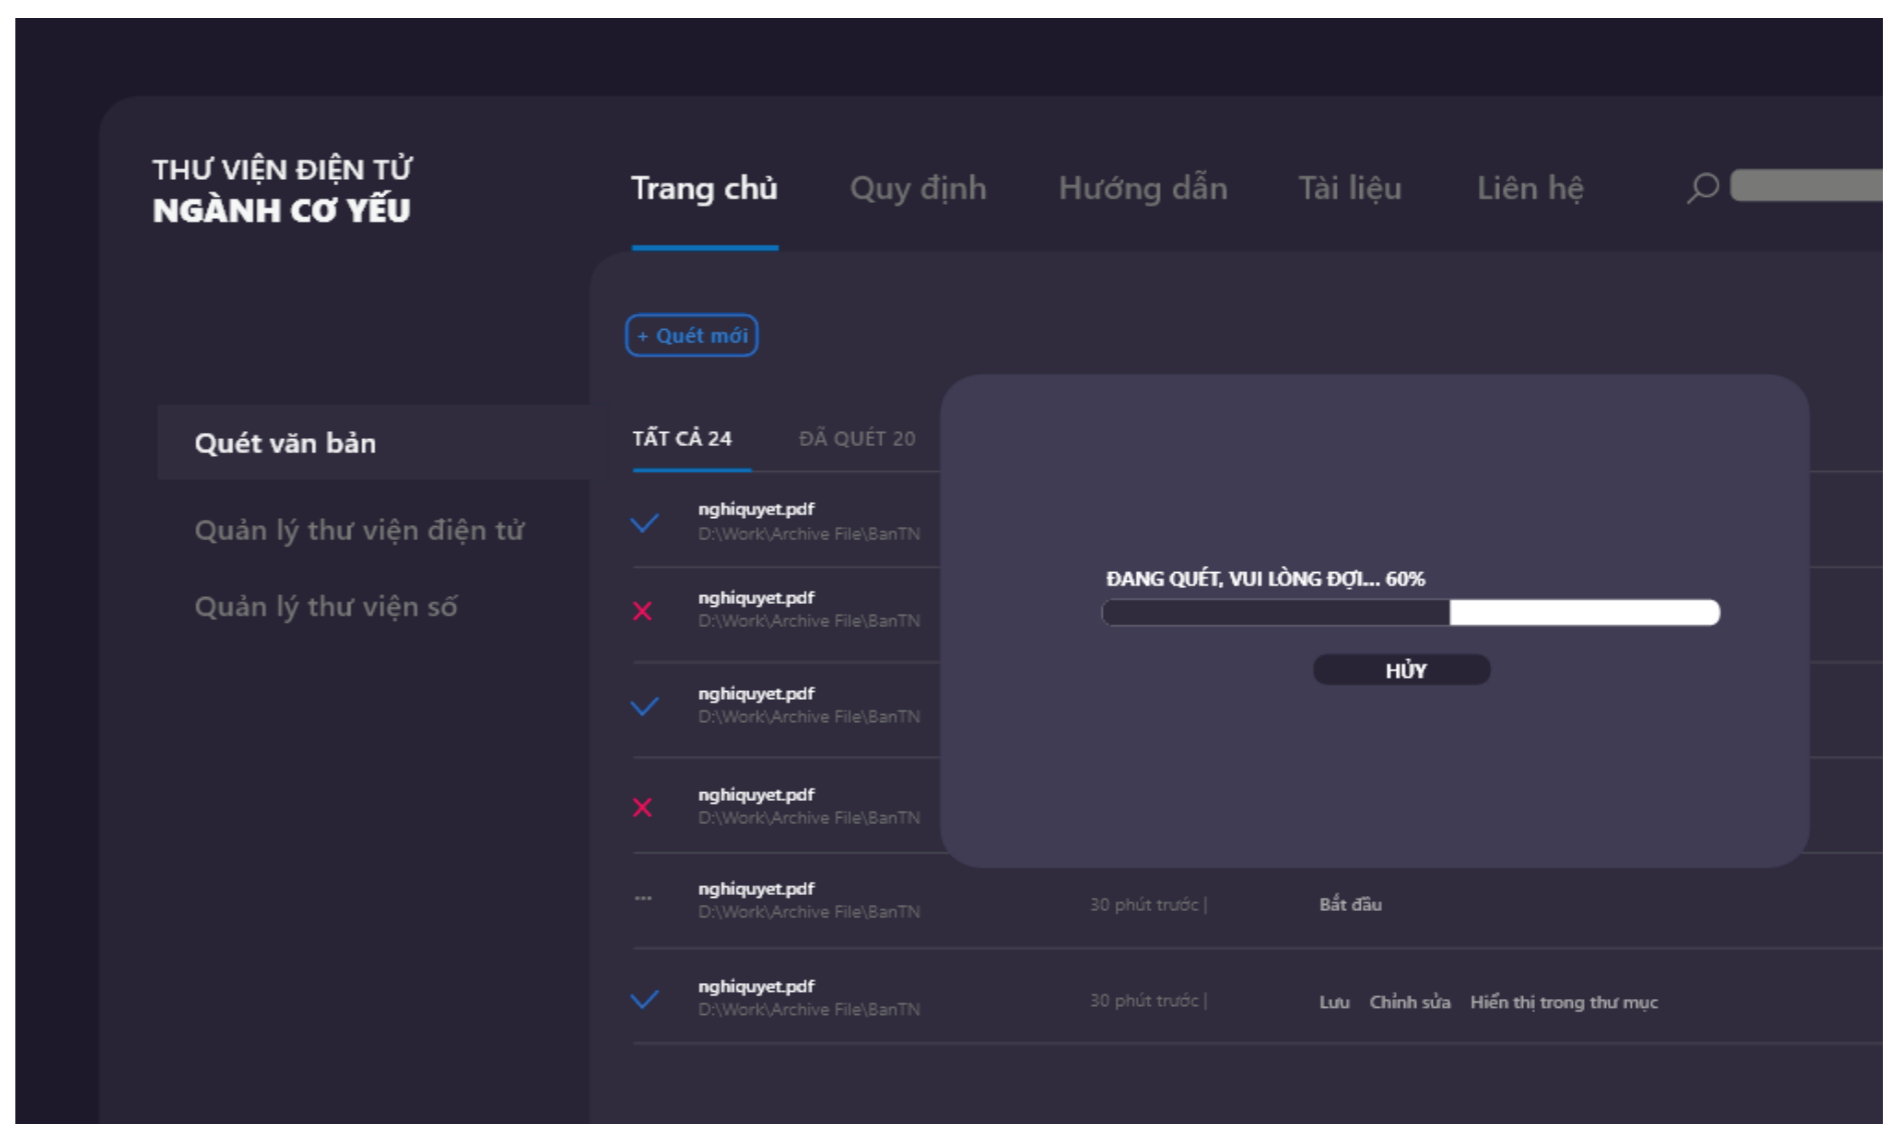 THƯ VIỆN ĐIỆN TỬ
NGÀNH CƠ YẾU
Trang chủ
Quy định
Hướng dẫn
Tài liệu
Liên hệ
+ Quét mới
Quét văn bản
Quản lý thư viện điện tử
Quản lý thư viện số
TẤT CẢ 24
ĐÃ QUÉT 20
nghiquyet.pdf
D:\Work\Archive File\BanTN
nghiquyet.pdf
D:\Work\Archive File\BanTN
nghiquyet.pdf
D:\Work\Archive File\BanTN
nghiquyet.pdf
D:\Work\Archive File\BanTN
ĐANG QUÉT, VUI LÒNG ĐỢI... 60%
HỦY
nghiquyet.pdf
D:\Work\Archive File\BanTN
30 phút trước |
Bắt đầu
nghiquyet.pdf
D:\Work\Archive File\BanTN
30 phút trước |
Lưu
Chỉnh sửa
Hiển thị trong thư mục